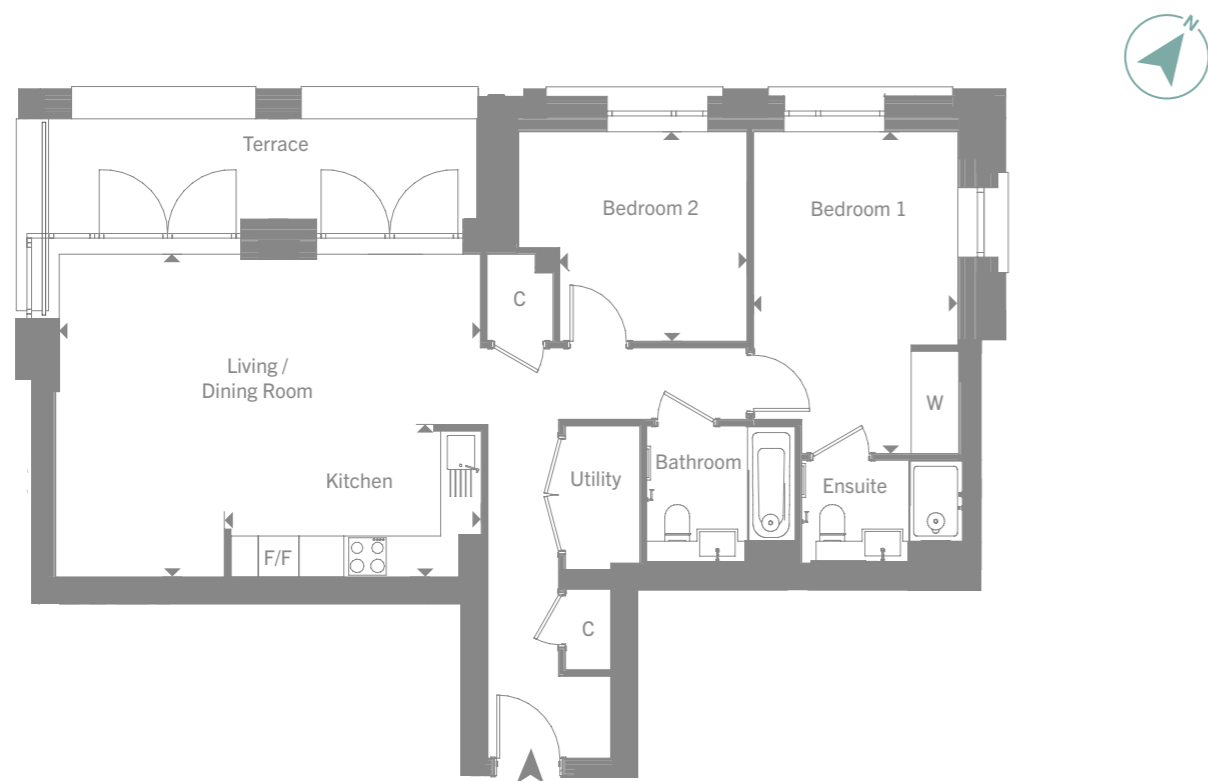 N
Terrace
Bedroom 2
Bedroom 1
C
Living /
Dining Room
W
Kitchen
Utility
Bathroom
Ensuite
F/F
C